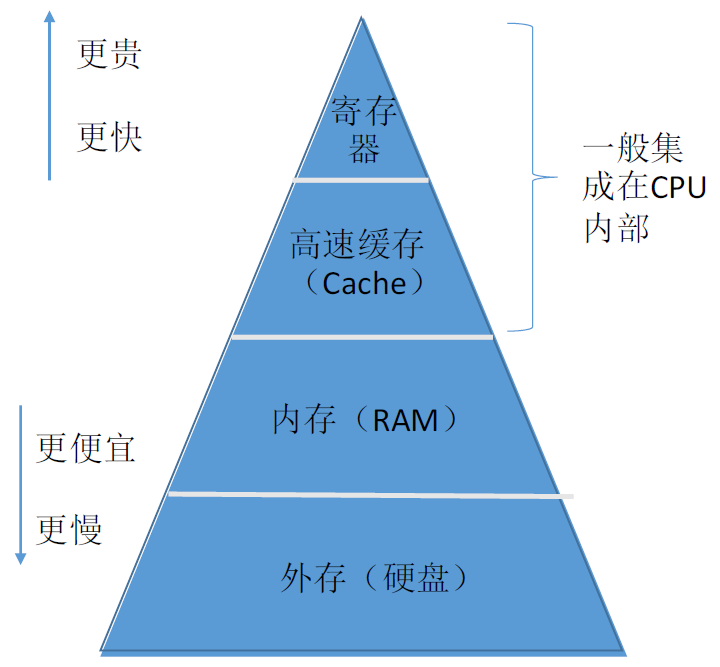 更贵
更快
寄存
器
高速缓存
（Cache）
一般集
成在CPU
内部
内存（RAM）
更便宜
更慢
外存（硬盘）